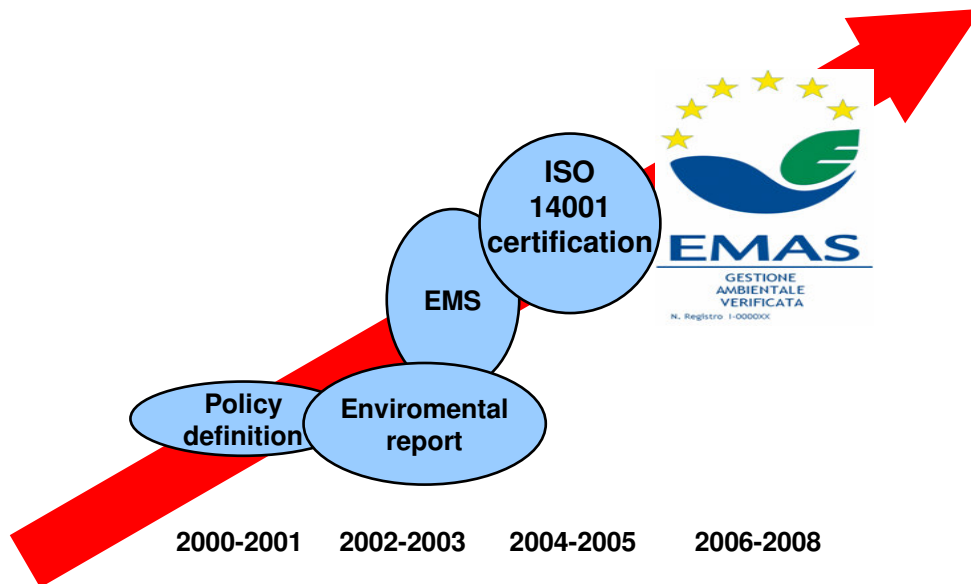 ISO
14001
certification
EMAS
GESTIONE
AMBIENTALE
VERIFICATA
N. Registro I-0000XX
EMS
Policy
definition
Enviromental
report
2000-2001
2002-2003
2004-2005
2006-2008